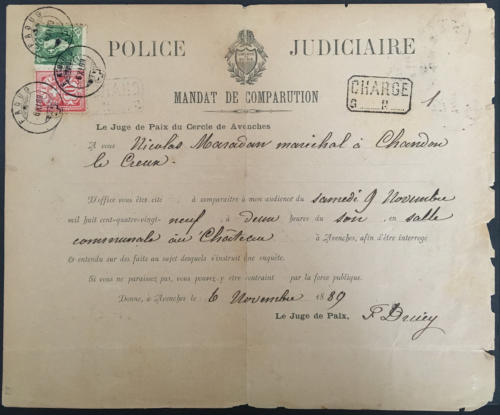 POLICE JUDICIAIRE
MANDAT DE COMPARUTION
CHARGÉ
N
1
Le Juge de Paix du Cercle de Avenches
A vous Nicolas Maradan maréchal à Chandon
le Creux.
D'office vous êtes cité à comparaître à mon audience du samedi 9 Novembre
mil huit cent-quatre-vingt-neuf à deux heures du soir en salle
communale au Château à Avenches, afin d'être interrogé
& entendu sur des faits au sujet desquels s'instruit une enquête.
Si vous ne paraissez pas, vous pouvez y être contraint par la force publique.
Donné, à Avenches le 6 Novembre 1889
Le Juge de Paix,